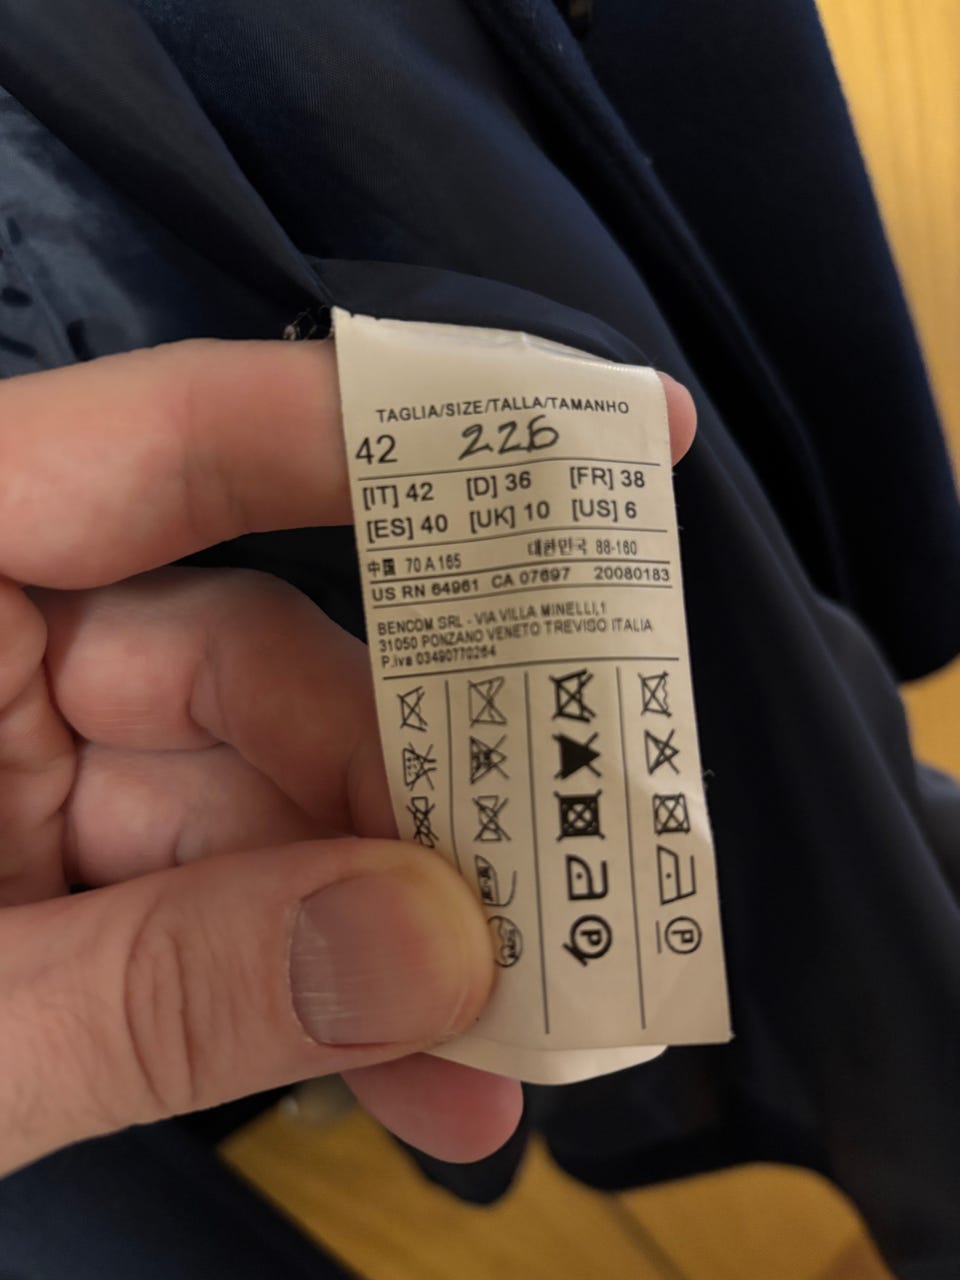 TAGLIA/SIZE/TALLA/TAMANHO
42 226
[IT] 42 [D] 36 [FR] 38
[ES] 40 [UK] 10 [US] 6
中国 70 A 165 대한민국 88-160
US RN 64961 CA 07697 20080183
BENCOM SRL - VIA VILLA MINELLI,1
31050 PONZANO VENETO TREVISO ITALIA
P.iva 03490770264
P P